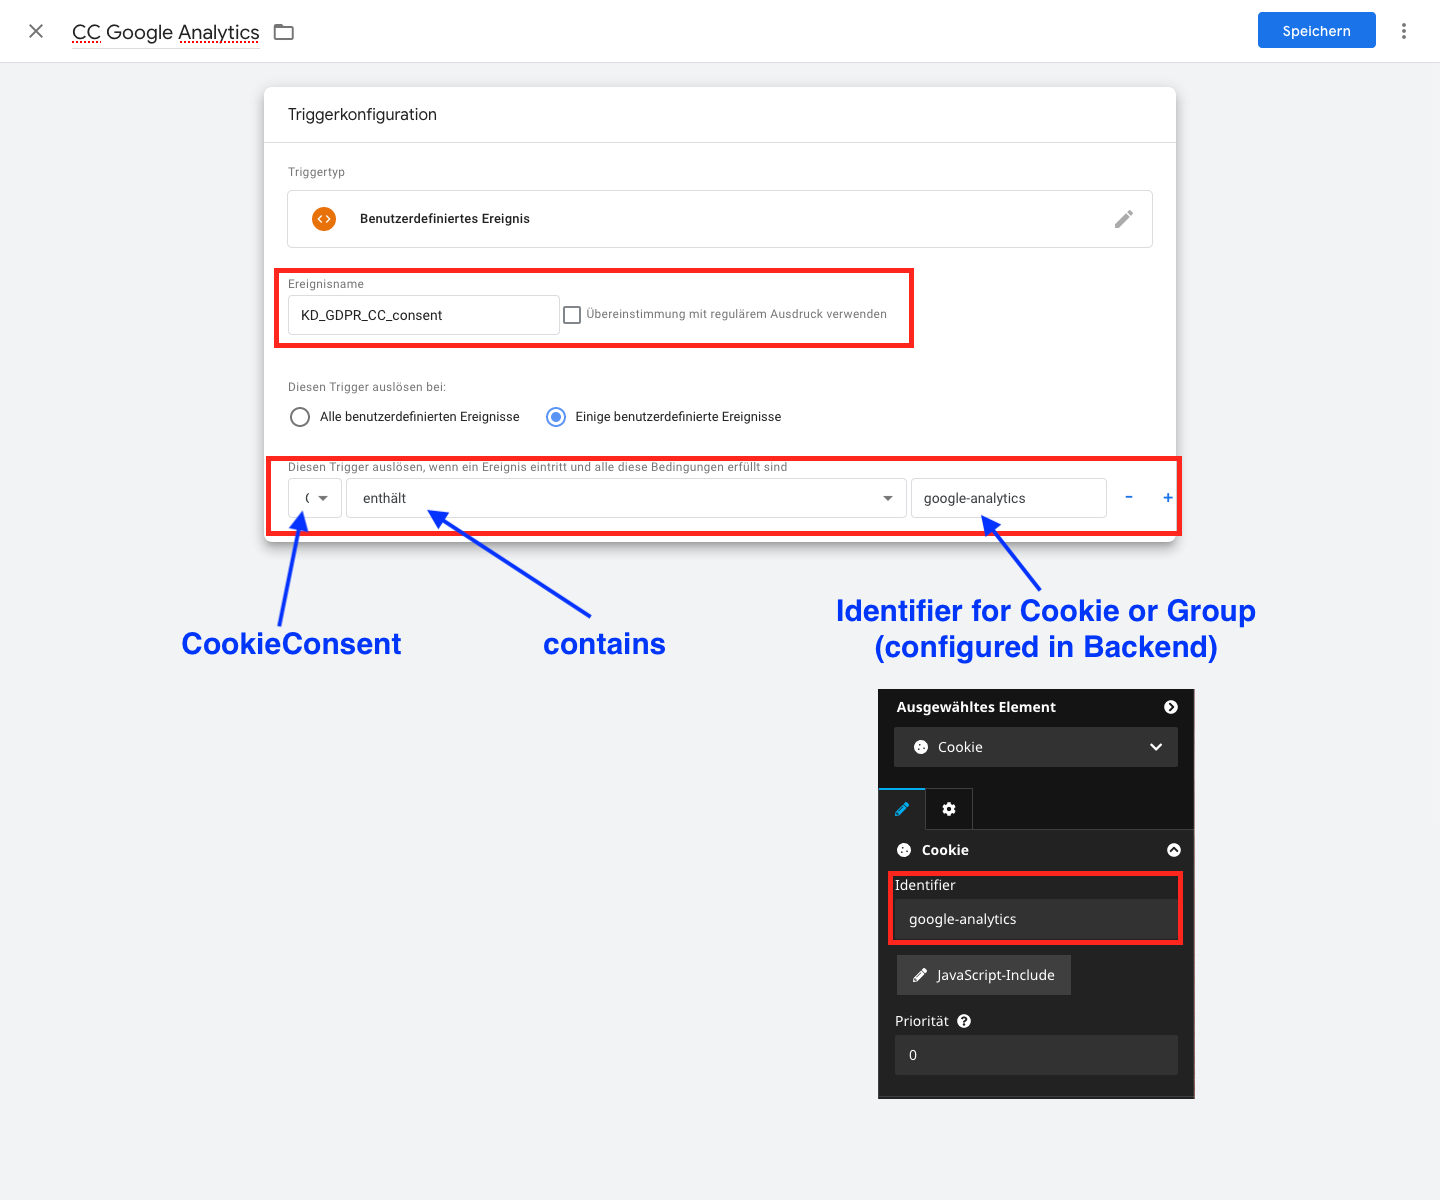 CC Google Analytics
Speichern
Triggerkonfiguration
Triggertyp
Benutzerdefiniertes Ereignis
Ereignisname
KD_GDPR_CC_consent
Übereinstimmung mit regulärem Ausdruck verwenden
Diesen Trigger auslösen bei:
Alle benutzerdefinierten Ereignisse
Einige benutzerdefinierte Ereignisse
Diesen Trigger auslösen, wenn ein Ereignis eintritt und alle diese Bedingungen erfüllt sind
enthält
google-analytics
- +
CookieConsent
contains
Identifier for Cookie or Group
(configured in Backend)
Ausgewähltes Element
Cookie
Cookie
Identifier
google-analytics
JavaScript-Include
Priorität
0